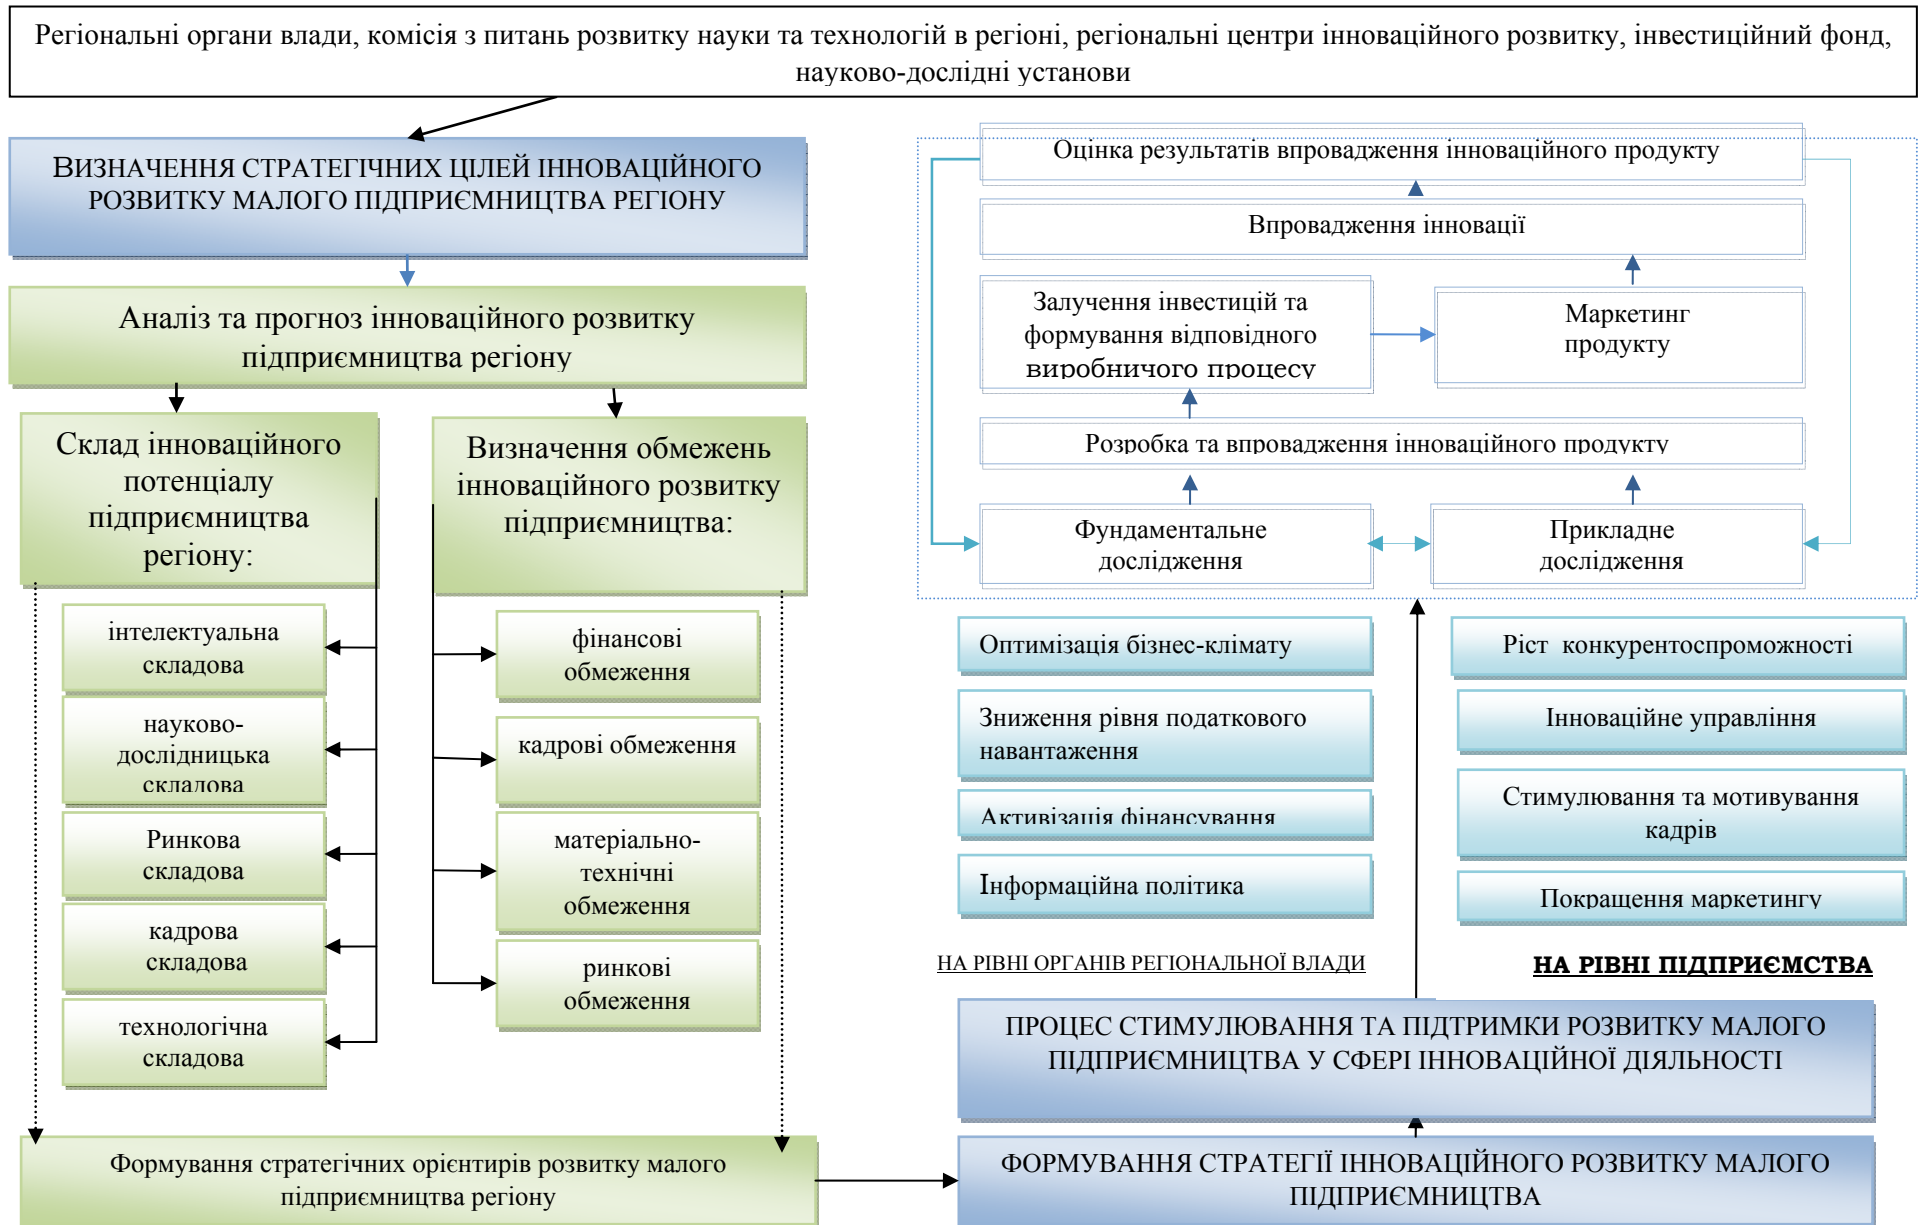 Регіональні органи влади, комісія з питань розвитку науки та технологій в регіоні, регіональні центри інноваційного розвитку, інвестиційний фонд,
науково-дослідні установи
ВИЗНАЧЕННЯ СТРАТЕГІЧНИХ ЦІЛЕЙ ІННОВАЦІЙНОГО
РОЗВИТКУ МАЛОГО ПІДПРИЄМНИЦТВА РЕГІОНУ
Аналіз та прогноз інноваційного розвитку
підприємництва регіону
Склад інноваційного
потенціалу
підприємництва
регіону:
інтелектуальна
складова
науково-
дослідницька
складова
Ринкова
складова
кадрова
складова
технологічна
складова
Визначення обмежень
інноваційного розвитку
підприємництва:
фінансові
обмеження
кадрові обмеження
матеріально-
технічні
обмеження
ринкові
обмеження
Формування стратегічних орієнтирів розвитку малого
підприємництва регіону
Оцінка результатів впровадження інноваційного продукту
Впровадження інновації
Залучення інвестицій та
формування відповідного
виробничого процесу
Маркетинг
продукту
Розробка та впровадження інноваційного продукту
Фундаментальне
дослідження
Прикладне
дослідження
Оптимізація бізнес-клімату
Зниження рівня податкового
навантаження
Активізація фінансування
Інформаційна політика
НА РІВНІ ОРГАНІВ РЕГІОНАЛЬНОЇ ВЛАДИ
Ріст конкурентоспроможності
Інноваційне управління
Стимулювання та мотивування
кадрів
Покращення маркетингу
НА РІВНІ ПІДПРИЄМСТВА
ПРОЦЕС СТИМУЛЮВАННЯ ТА ПІДТРИМКИ РОЗВИТКУ МАЛОГО
ПІДПРИЄМНИЦТВА У СФЕРІ ІННОВАЦІЙНОЇ ДІЯЛЬНОСТІ
ФОРМУВАННЯ СТРАТЕГІЇ ІННОВАЦІЙНОГО РОЗВИТКУ МАЛОГО
ПІДПРИЄМНИЦТВА